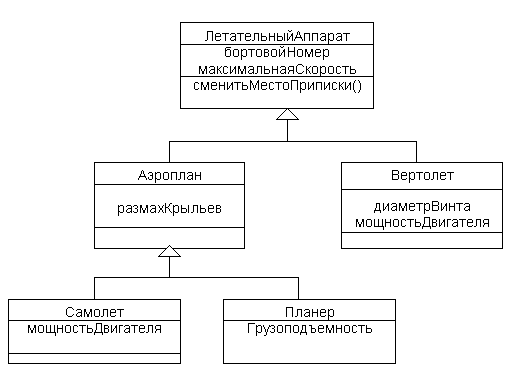 ЛетательныйАппарат
бортовойНомер
максимальнаяСкорость
сменитьМестоПриписки()
Аэроплан
размахКрыльев
Вертолет
диаметрВинта
мощностьДвигателя
Самолет
мощностьДвигателя
Планер
Грузоподъемность